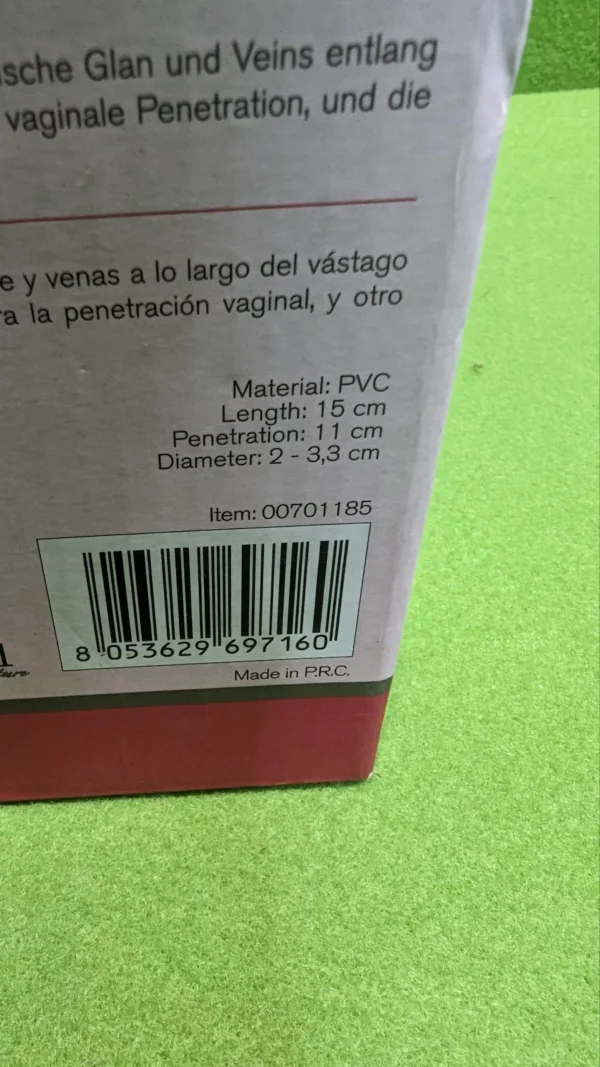 sche Glan und Veins entlang
vaginale Penetration, und die
e y venas a lo largo del vástago
a la penetración vaginal, y otro
Material: PVC
Length: 15 cm
Penetration: 11 cm
Diameter: 2 - 3,3 cm
Item: 00701185
8 053629 697160
Made in P.R.C.